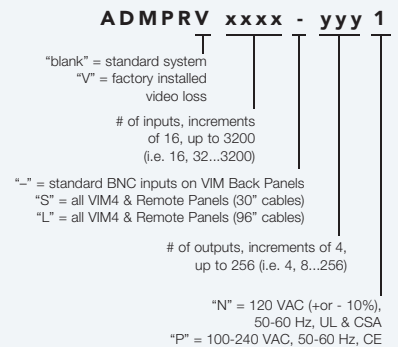 ADMPRV xxxx - yyy 1
“blank” = standard system
“V” = factory installed
video loss
# of inputs, increments
of 16, up to 3200
(i.e. 16, 32...3200)
“–” = standard BNC inputs on VIM Back Panels
“S” = all VIM4 & Remote Panels (30” cables)
“L” = all VIM4 & Remote Panels (96” cables)
# of outputs, increments of 4,
up to 256 (i.e. 4, 8...256)
“N” = 120 VAC (+or - 10%),
50-60 Hz, UL & CSA
“P” = 100-240 VAC, 50-60 Hz, CE